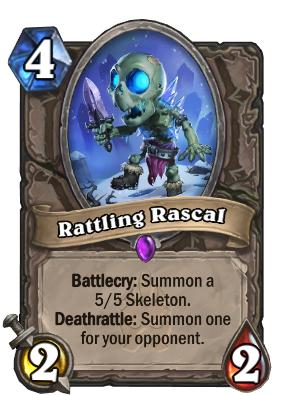 4
Rattling Rascal
Battlecry: Summon a
5/5 Skeleton.
Deathrattle: Summon one
for your opponent.
2
2